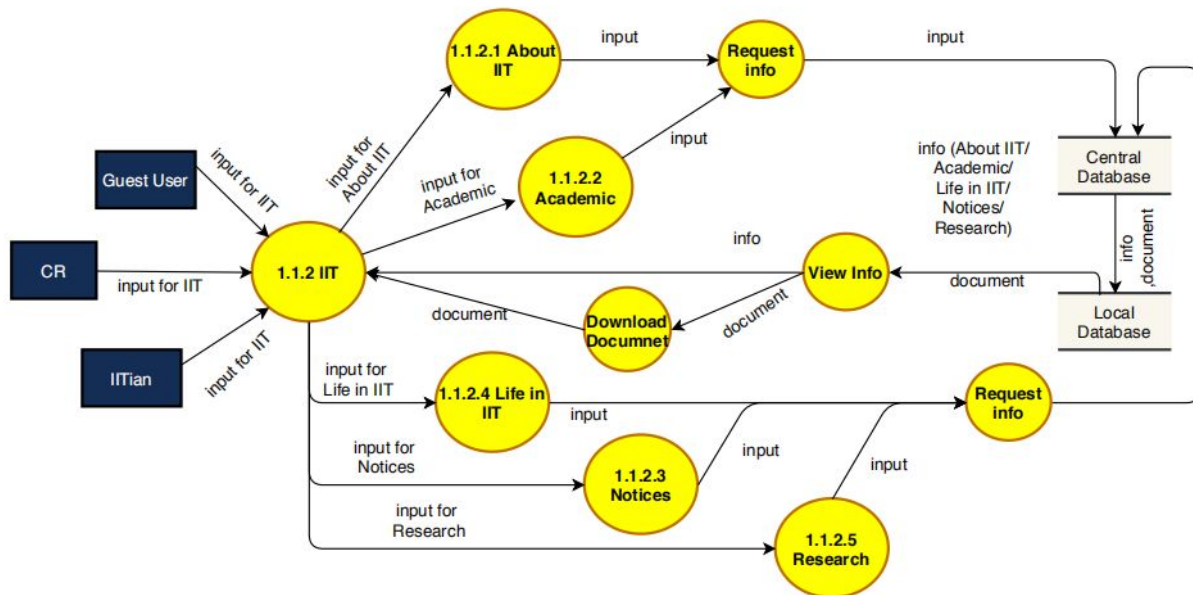 1.1.2.1 About
IIT
input
Request
info
input
input for
About IIT
input
Guest User
input for IIT
input for
Academic
1.1.2.2
Academic
info (About IIT/
Academic/
Life in IIT/
Notices/
Research)
Central
Database
CR
input for IIT
1.1.2 IIT
info
View Info
document
info
,document
document
Download
Documnet
document
Local
Database
IITian
input for IIT
input for
Life in IIT
1.1.2.4 Life in
IIT
input
Request
info
input for
Notices
1.1.2.3
Notices
input
input
input for
Research
1.1.2.5
Research